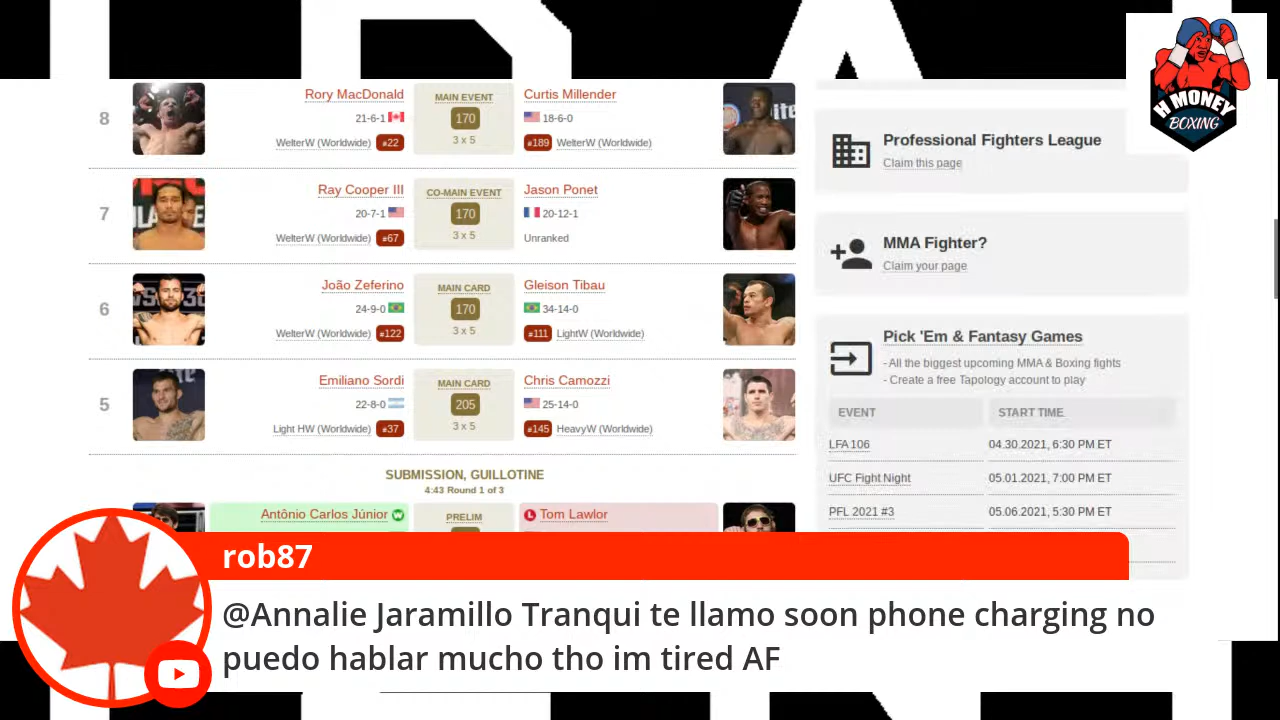 H MONEY
BOXING
8
Rory MacDonald
21-6-1
WelterW (Worldwide) #22
MAIN EVENT
170
3 x 5
Curtis Millender
18-6-0
#189 WelterW (Worldwide)
7
Ray Cooper III
20-7-1
WelterW (Worldwide) #67
CO-MAIN EVENT
170
3 x 5
Jason Ponet
20-12-1
Unranked
6
João Zeferino
24-9-0
WelterW (Worldwide) #122
MAIN CARD
170
3 x 5
Gleison Tibau
34-14-0
#111 LightW (Worldwide)
5
Emiliano Sordi
22-8-0
Light HW (Worldwide) #37
MAIN CARD
205
3 x 5
Chris Camozzi
25-14-0
#145 HeavyW (Worldwide)
SUBMISSION, GUILLOTINE
4:43 Round 1 of 3
Antônio Carlos Júnior W
PRELIM
L Tom Lawlor
Professional Fighters League
Claim this page
MMA Fighter?
Claim your page
Pick 'Em & Fantasy Games
- All the biggest upcoming MMA & Boxing fights
- Create a free Tapology account to play
EVENT START TIME
LFA 106 04.30.2021, 6:30 PM ET
UFC Fight Night 05.01.2021, 7:00 PM ET
PFL 2021 #3 05.06.2021, 5:30 PM ET
rob87
@Annalie Jaramillo Tranqui te llamo soon phone charging no
puedo hablar mucho tho im tired AF